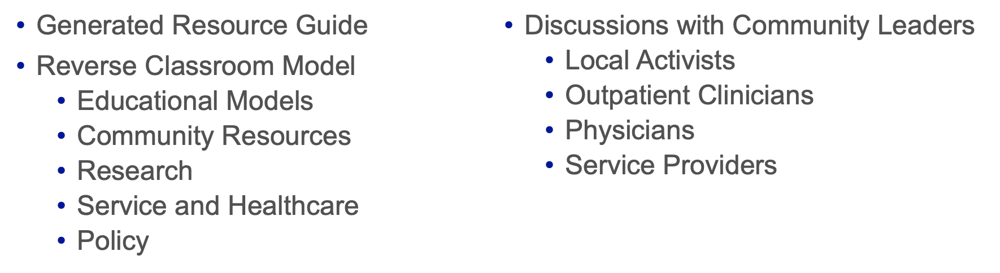 • Generated Resource Guide
• Reverse Classroom Model
• Educational Models
• Community Resources
• Research
• Service and Healthcare
• Policy
• Discussions with Community Leaders
• Local Activists
• Outpatient Clinicians
• Physicians
• Service Providers